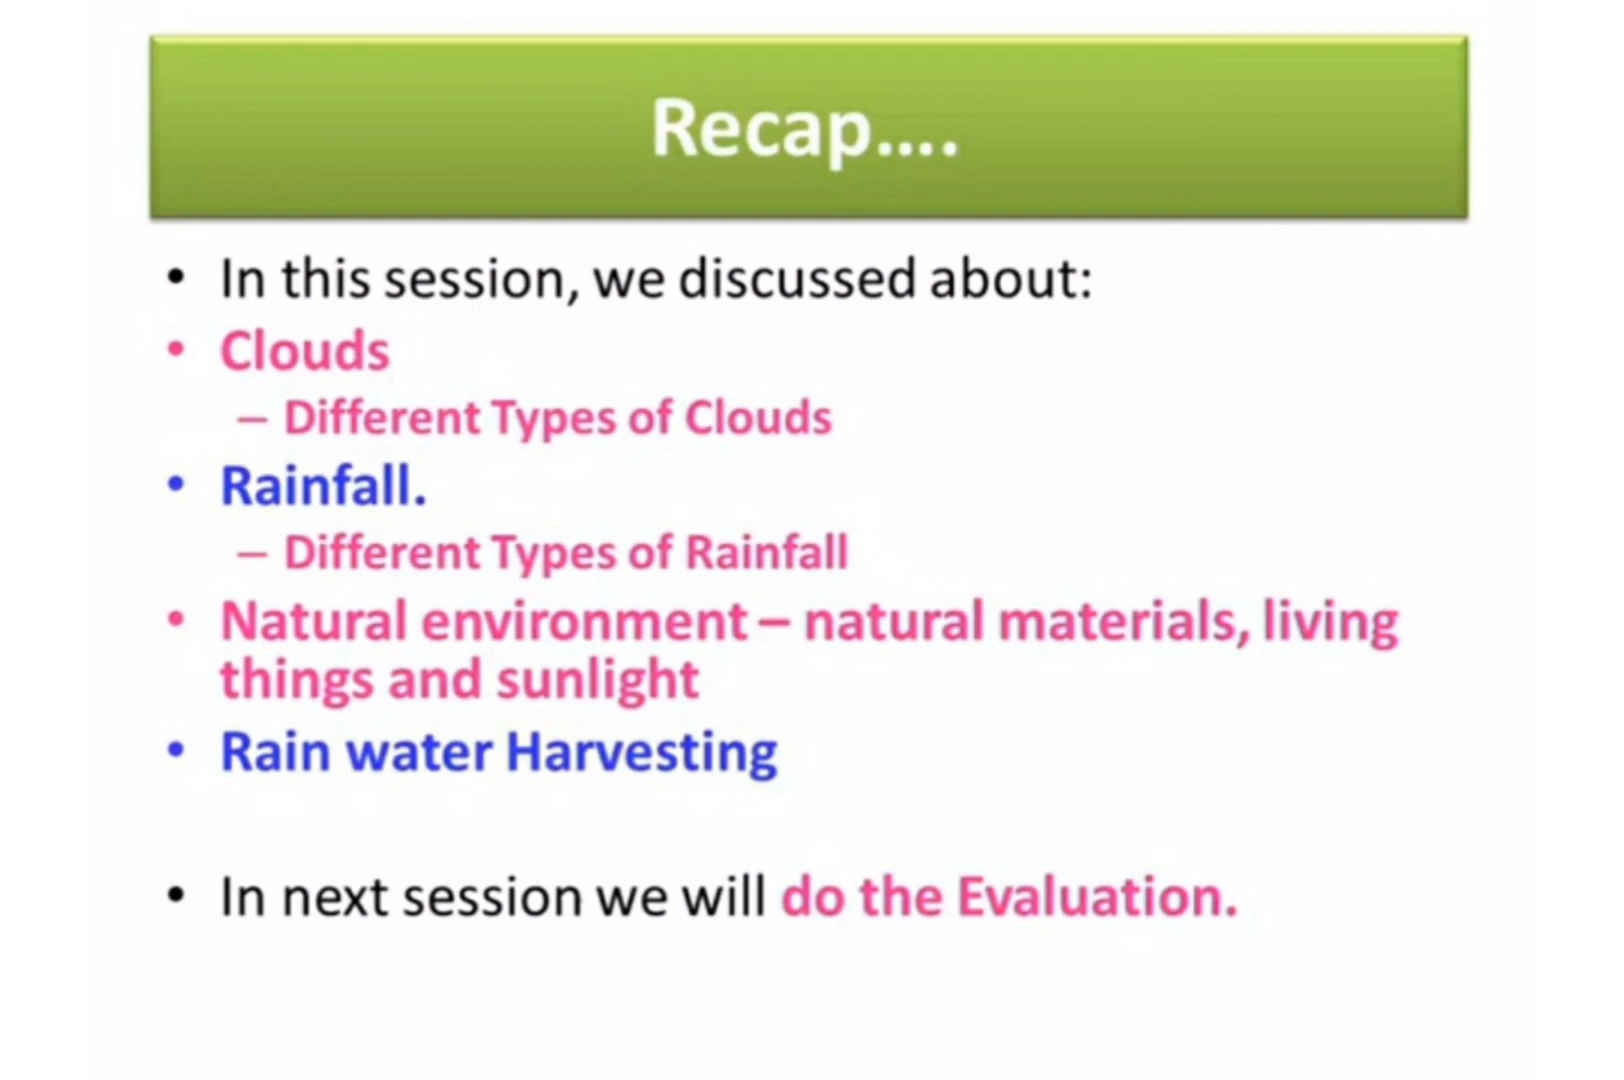 Recap....
• In this session, we discussed about:
• Clouds
– Different Types of Clouds
• Rainfall.
– Different Types of Rainfall
• Natural environment – natural materials, living
things and sunlight
• Rain water Harvesting
• In next session we will do the Evaluation.